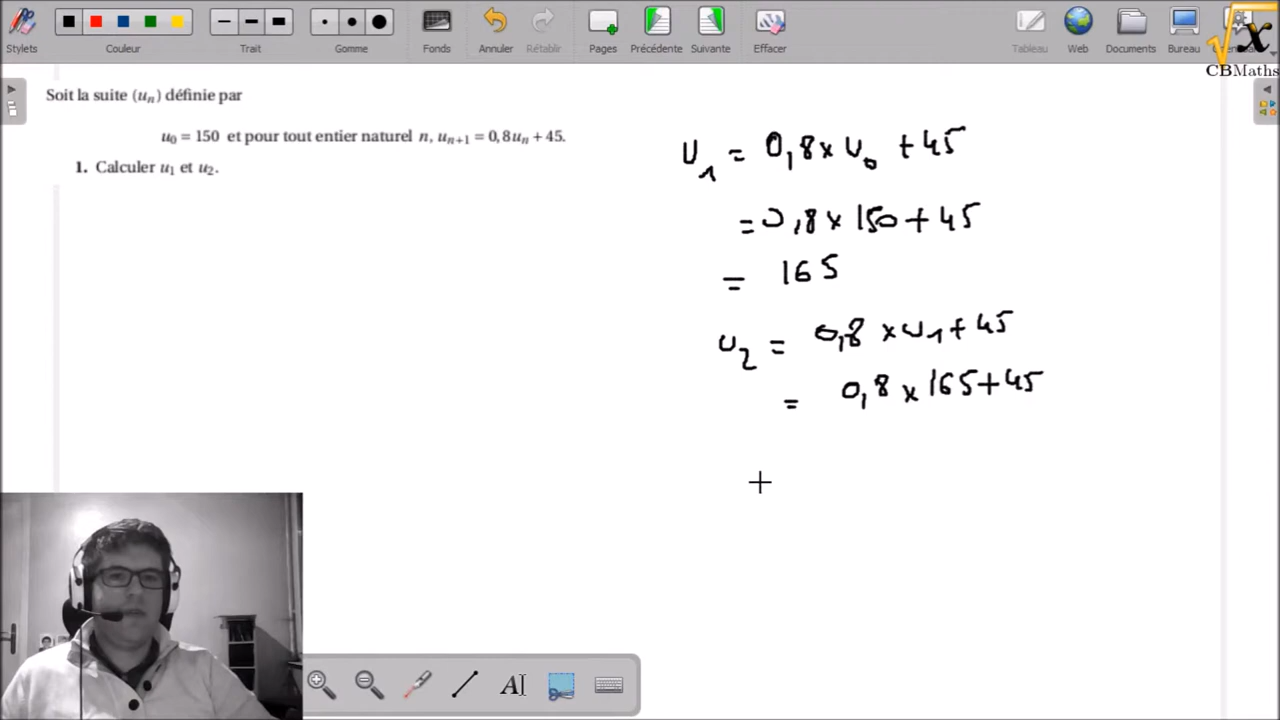 Stylets Couleur Trait Gomme Fonds Annuler Rétablir Pages Précédente Suivante Effacer Tableau Web Documents Bureau
CBMaths
Soit la suite (uₙ) définie par
u₀ = 150 et pour tout entier naturel n, uₙ₊₁ = 0,8uₙ + 45.
1. Calculer u₁ et u₂.
U₁ = 0,8 × U₀ + 45
= 0,8 × 150 + 45
= 165
u₂ = 0,8 × u₁ + 45
= 0,8 × 165 + 45